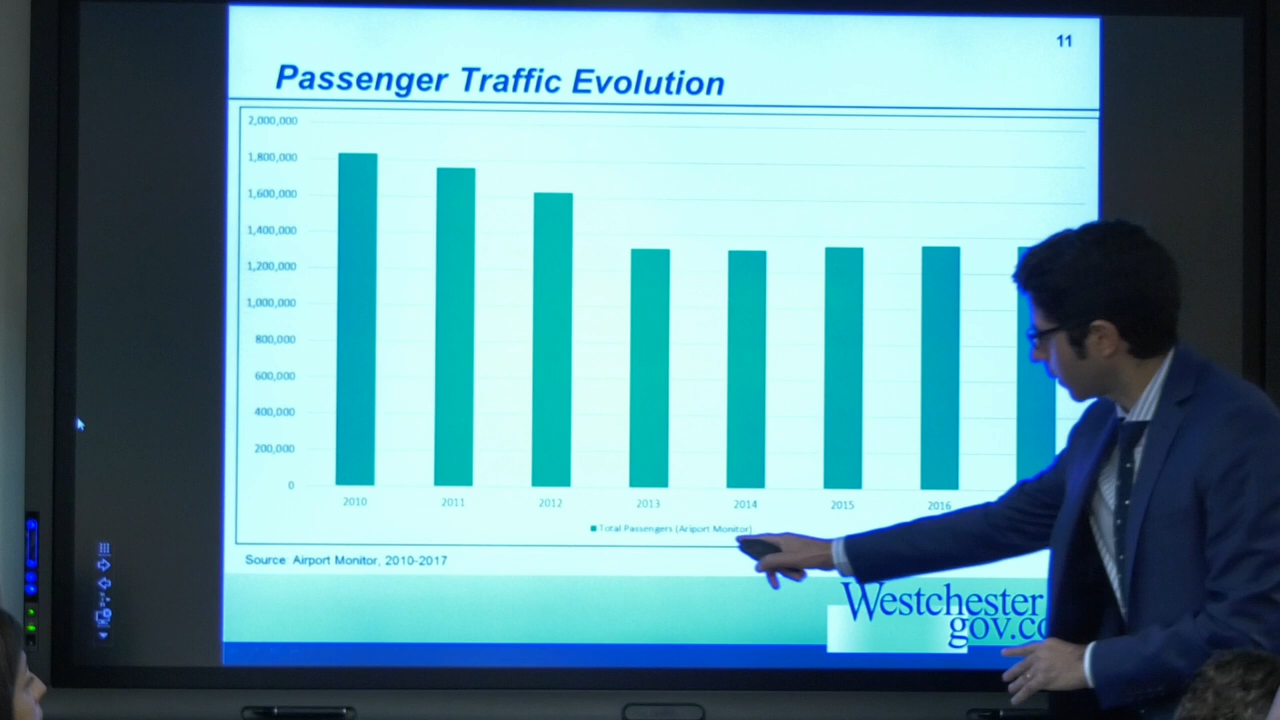 11
Passenger Traffic Evolution
2,000,000
1,800,000
1,600,000
1,400,000
1,200,000
1,000,000
800,000
600,000
400,000
200,000
0
2010 2011 2012 2013 2014 2015 2016
Total Passengers (Ariport Monitor)
Source: Airport Monitor, 2010-2017
Westchester
gov.co